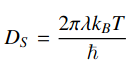 D_S = \frac{2\pi\lambda k_B T}{\hbar}